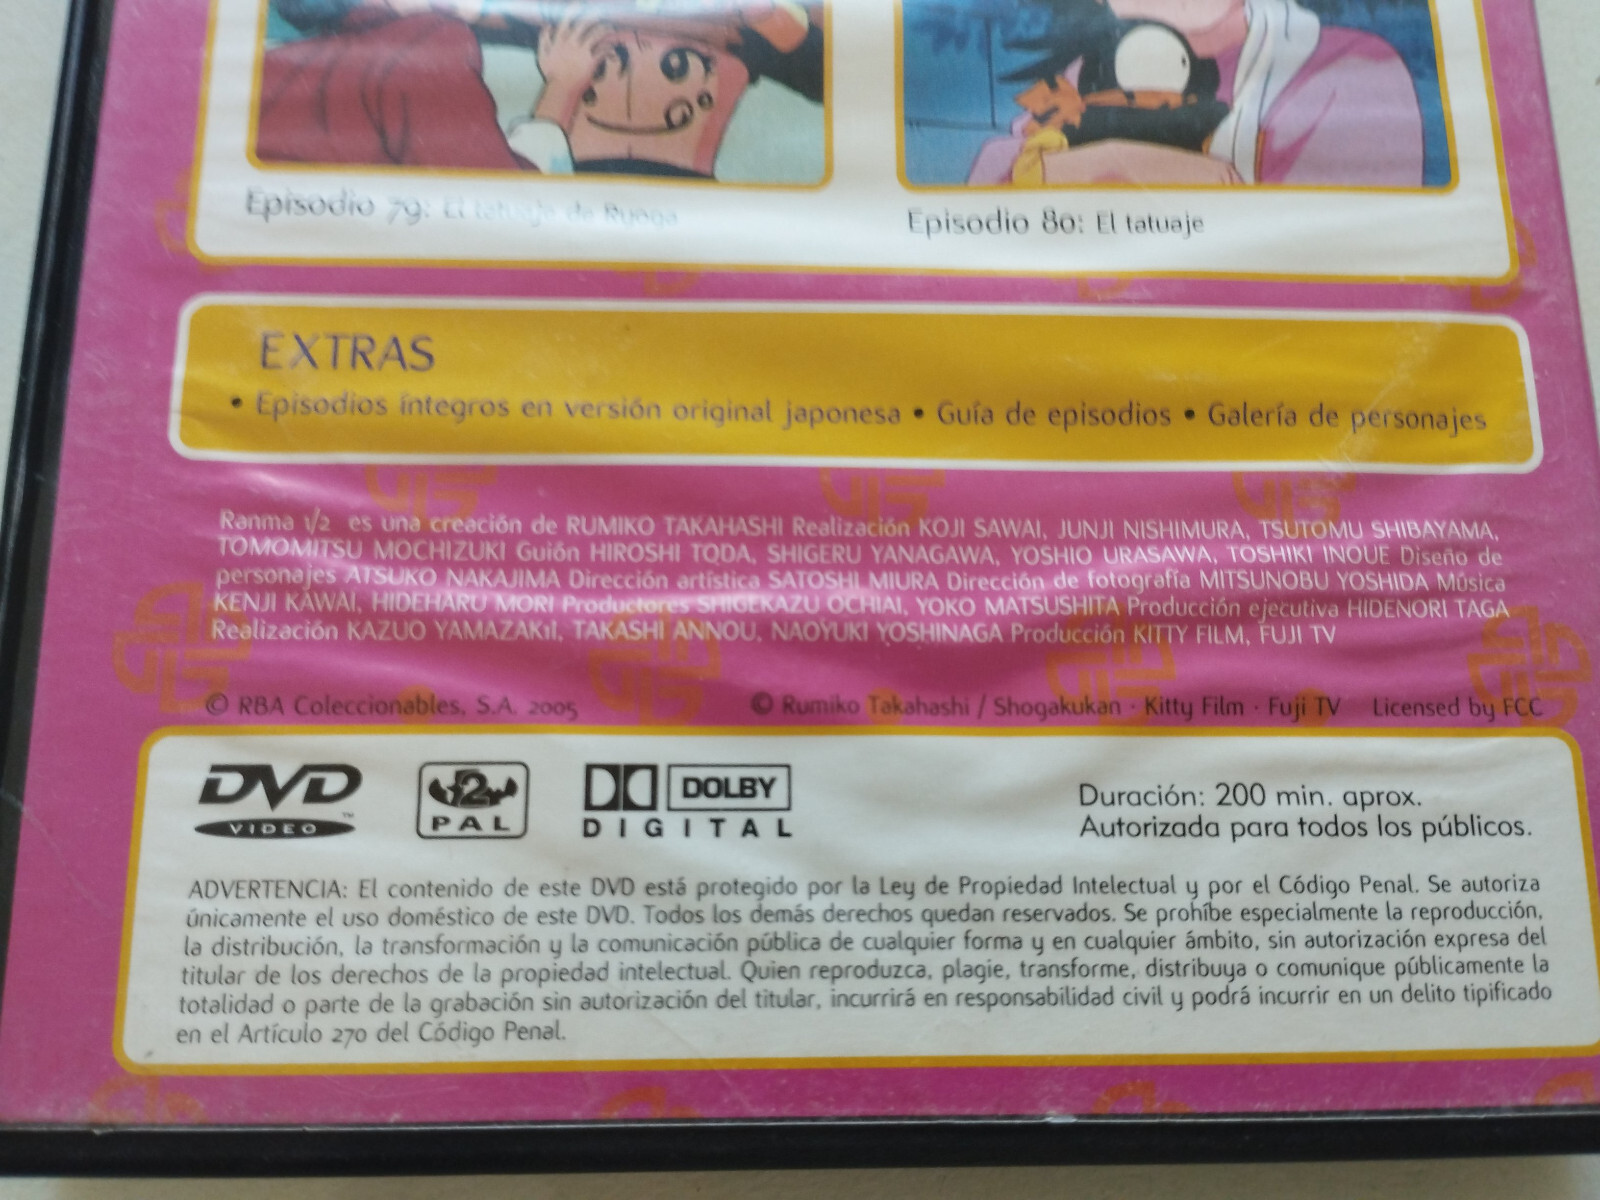 Episodio 79: El tatuaje de Ryoga
Episodio 80: El tatuaje
EXTRAS
• Episodios íntegros en versión original japonesa • Guía de episodios • Galería de personajes
Ranma 1/2 es una creación de RUMIKO TAKAHASHI Realización KOJI SAWAI, JUNJI NISHIMURA, TSUTOMU SHIBAYAMA,
TOMOMITSU MOCHIZUKI Guión HIROSHI TODA, SHIGERU YANAGAWA, YOSHIO URASAWA, TOSHIKI INOUE Diseño de
personajes ATSUKO NAKAJIMA Dirección artística SATOSHI MIURA Dirección de fotografía MITSUNOBU YOSHIDA Música
KENJI KAWAI, HIDEHARU MORI Productores SHIGEKAZU OCHIAI, YOKO MATSUSHITA Producción ejecutiva HIDENORI TAGA
Realización KAZUO YAMAZAKıI, TAKASHI ANNOU, NAOYUKI YOSHINAGA Producción KITTY FILM, FUJI TV
© RBA Coleccionables, S.A. 2005
© Rumiko Takahashi / Shogakukan · Kitty Film · Fuji TV Licensed by FCC
DVD
VIDEO
TM
2
PAL
DOLBY
DIGITAL
Duración: 200 min. aprox.
Autorizada para todos los públicos.
ADVERTENCIA: El contenido de este DVD está protegido por la Ley de Propiedad Intelectual y por el Código Penal. Se autoriza
únicamente el uso doméstico de este DVD. Todos los demás derechos quedan reservados. Se prohíbe especialmente la reproducción,
la distribución, la transformación y la comunicación pública de cualquier forma y en cualquier ámbito, sin autorización expresa del
titular de los derechos de la propiedad intelectual. Quien reproduzca, plagie, transforme, distribuya o comunique públicamente la
totalidad o parte de la grabación sin autorización del titular, incurrirá en responsabilidad civil y podrá incurrir en un delito tipificado
en el Artículo 270 del Código Penal.